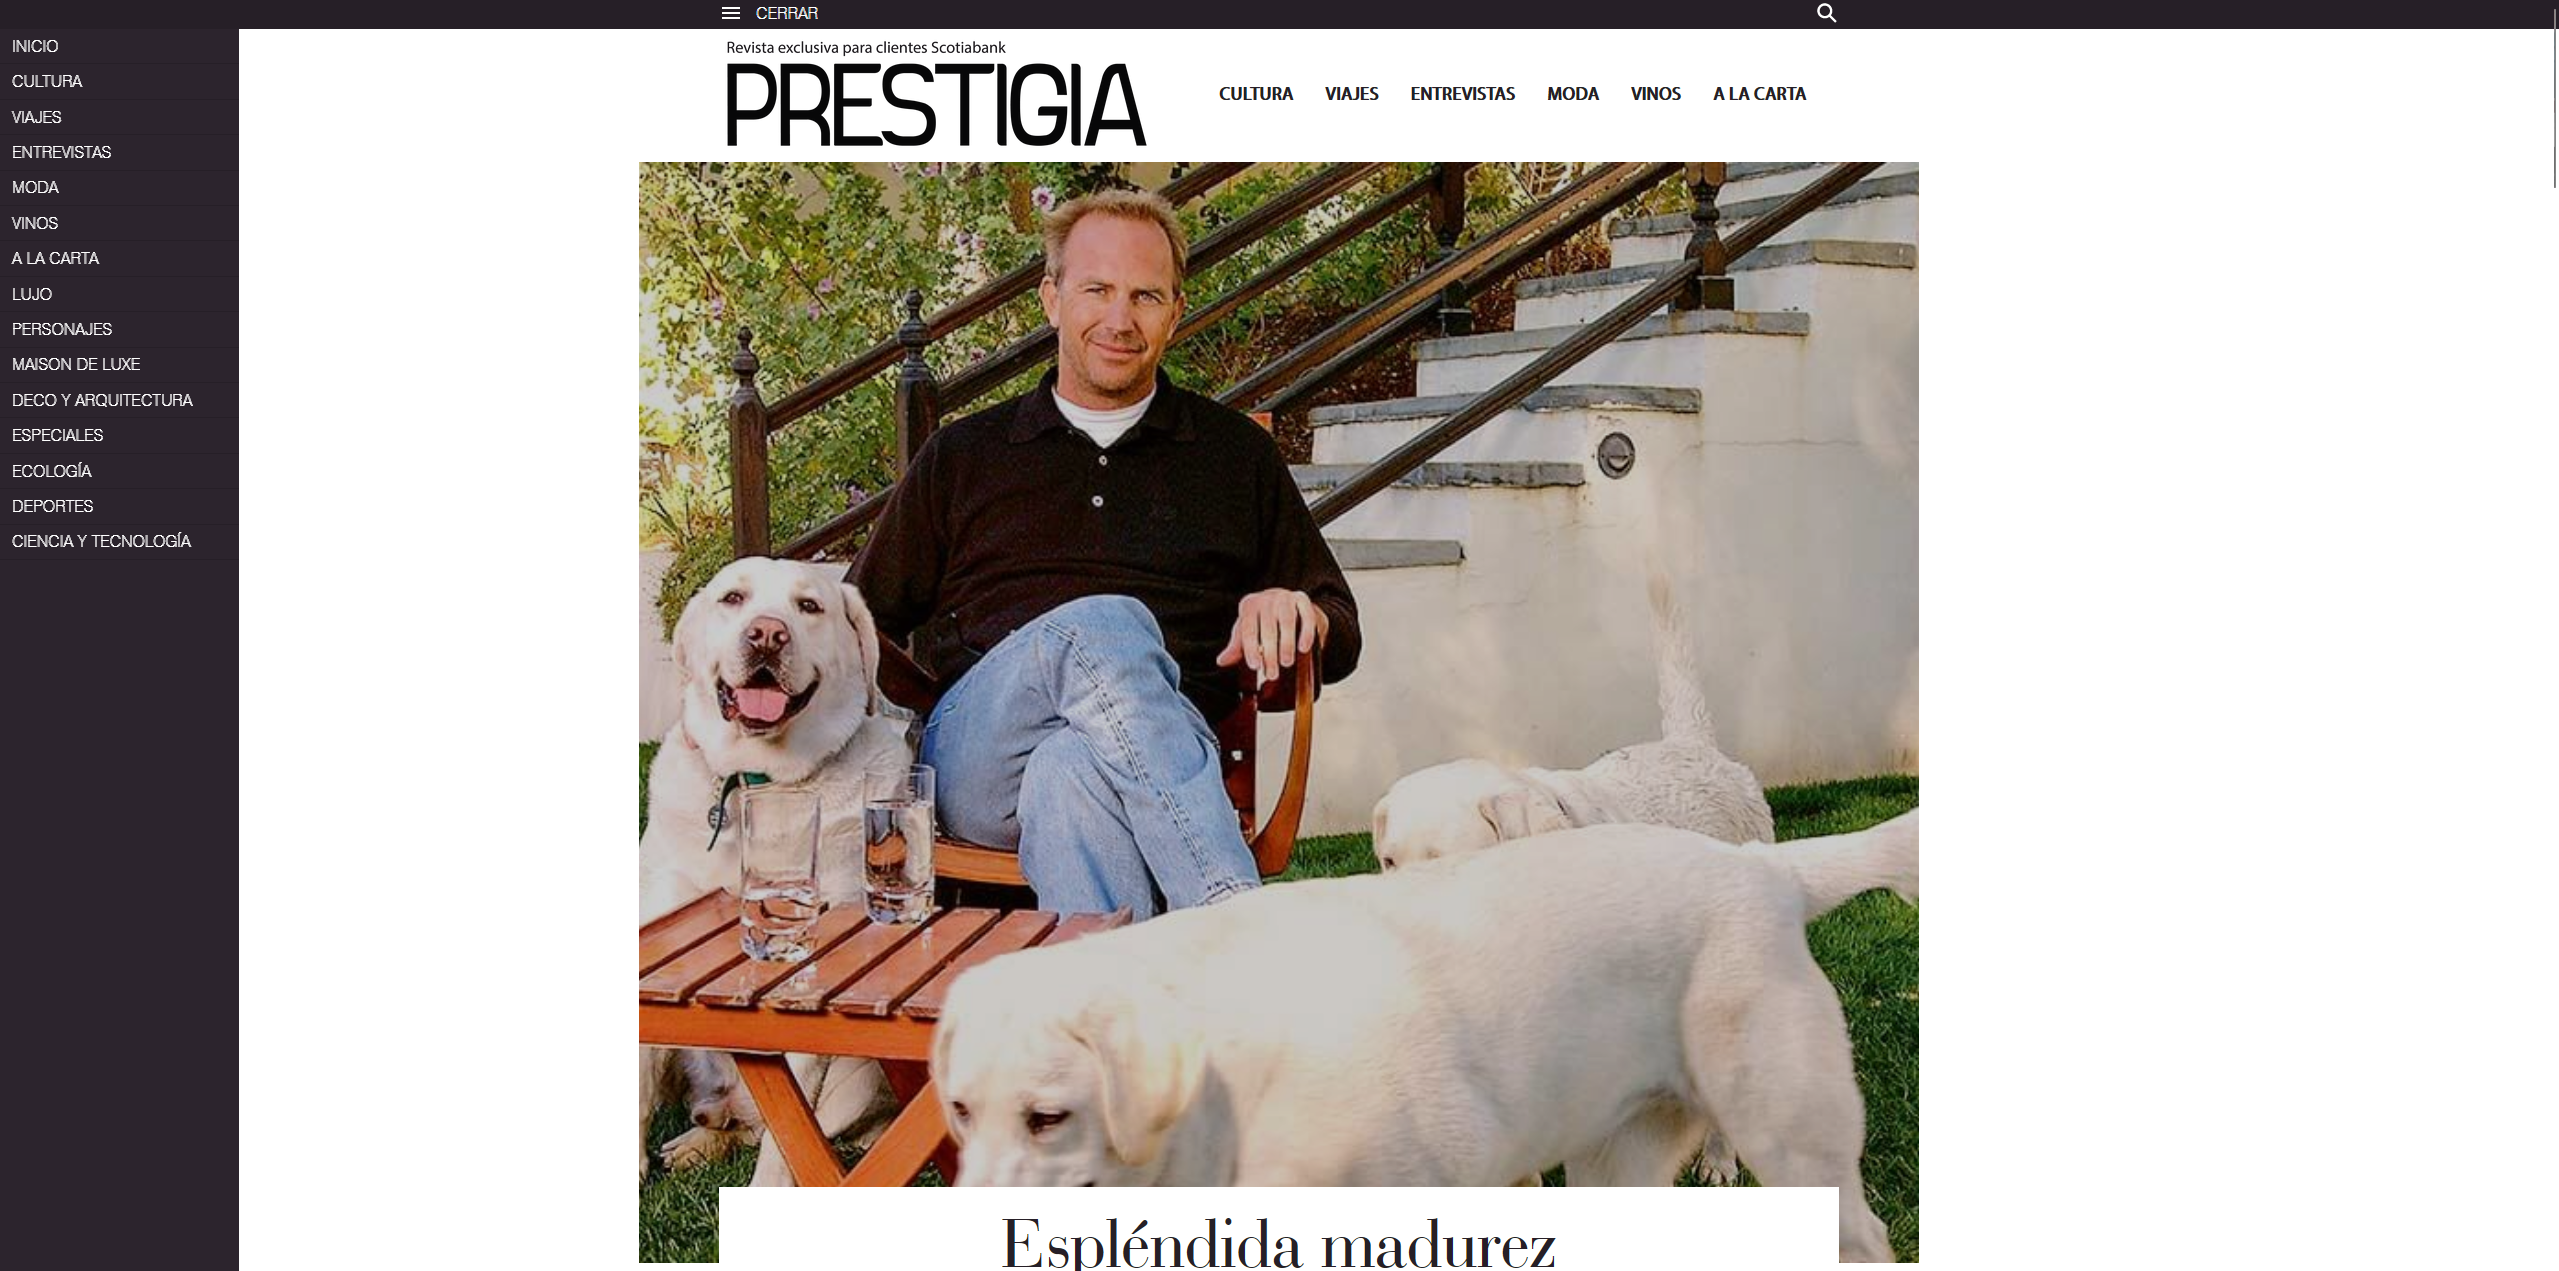 CERRAR
INICIO
CULTURA
VIAJES
ENTREVISTAS
MODA
VINOS
A LA CARTA
LUJO
PERSONAJES
MAISON DE LUXE
DECO Y ARQUITECTURA
ESPECIALES
ECOLOGÍA
DEPORTES
CIENCIA Y TECNOLOGÍA
Revista exclusiva para clientes Scotiabank
PRESTIGIA
CULTURA VIAJES ENTREVISTAS MODA VINOS A LA CARTA
Espléndida madurez